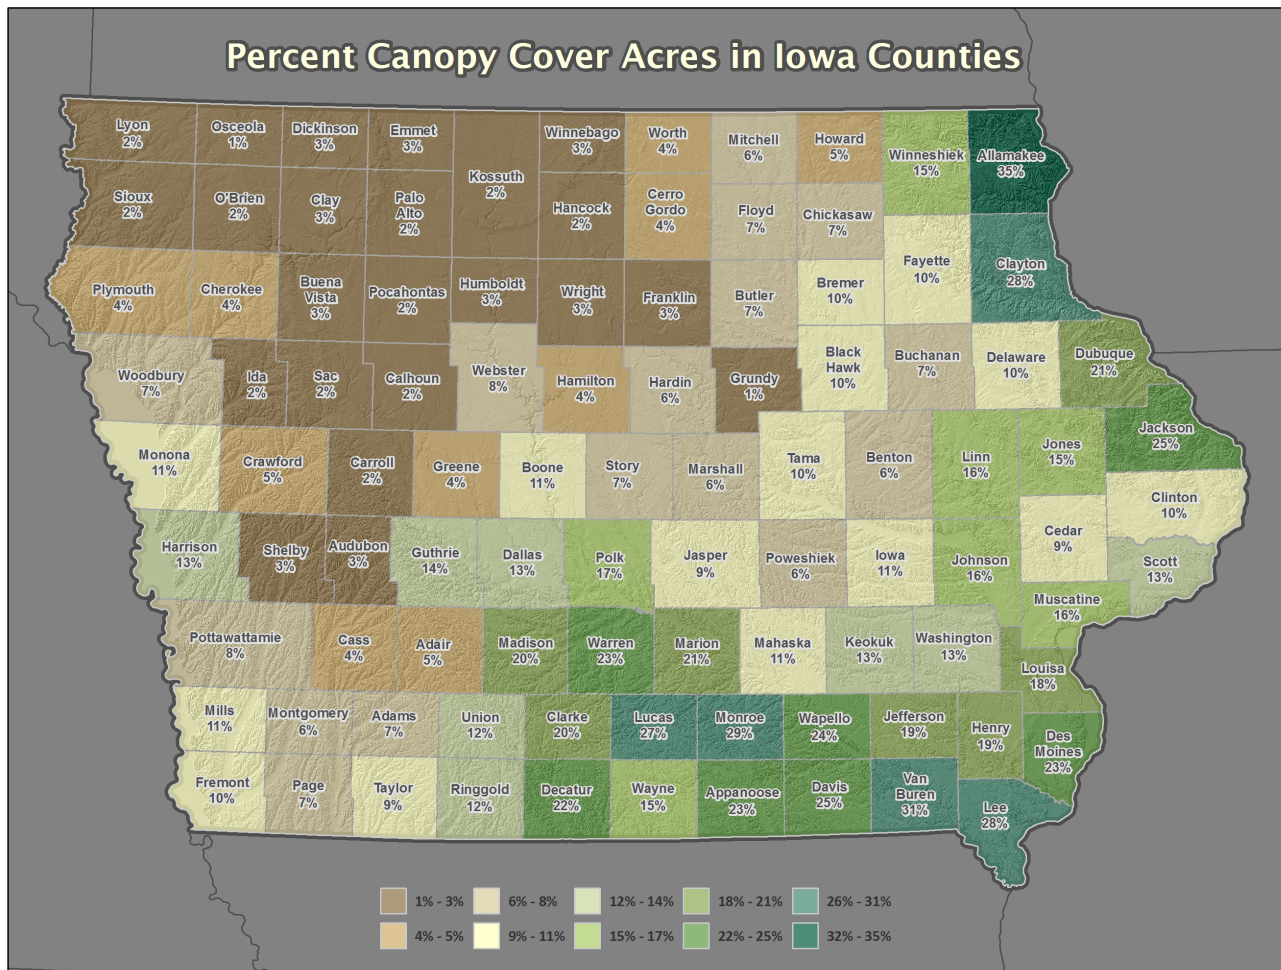 Percent Canopy Cover Acres in Iowa Counties
Lyon
2%
Osceola
1%
Dickinson
3%
Emmet
3%
Kossuth
2%
Winnebago
3%
Worth
4%
Mitchell
6%
Howard
5%
Winneshiek
15%
Allamakee
35%
Sioux
2%
O'Brien
2%
Clay
3%
Palo
Alto
2%
Hancock
2%
Cerro
Gordo
4%
Floyd
7%
Chickasaw
7%
Fayette
10%
Clayton
28%
Plymouth
4%
Cherokee
4%
Buena
Vista
3%
Pocahontas
2%
Humboldt
3%
Wright
3%
Franklin
3%
Butler
7%
Bremer
10%
Woodbury
7%
Ida
2%
Sac
2%
Calhoun
2%
Webster
8%
Hamilton
4%
Hardin
6%
Grundy
1%
Black
Hawk
10%
Buchanan
7%
Delaware
10%
Dubuque
21%
Monona
11%
Crawford
5%
Carroll
2%
Greene
4%
Boone
11%
Story
7%
Marshall
6%
Tama
10%
Benton
6%
Linn
16%
Jones
15%
Jackson
25%
Clinton
10%
Harrison
13%
Shelby
3%
Audubon
3%
Guthrie
14%
Dallas
13%
Polk
17%
Jasper
9%
Poweshiek
6%
Iowa
11%
Johnson
16%
Cedar
9%
Scott
13%
Muscatine
16%
Pottawattamie
8%
Cass
4%
Adair
5%
Madison
20%
Warren
23%
Marion
21%
Mahaska
11%
Keokuk
13%
Washington
13%
Louisa
18%
Mills
11%
Montgomery
6%
Adams
7%
Union
12%
Clarke
20%
Lucas
27%
Monroe
29%
Wapello
24%
Jefferson
19%
Henry
19%
Des
Moines
23%
Fremont
10%
Page
7%
Taylor
9%
Ringgold
12%
Decatur
22%
Wayne
15%
Appanoose
23%
Davis
25%
Van
Buren
31%
Lee
28%
1% - 3%
6% - 8%
12% - 14%
18% - 21%
26% - 31%
4% - 5%
9% - 11%
15% - 17%
22% - 25%
32% - 35%